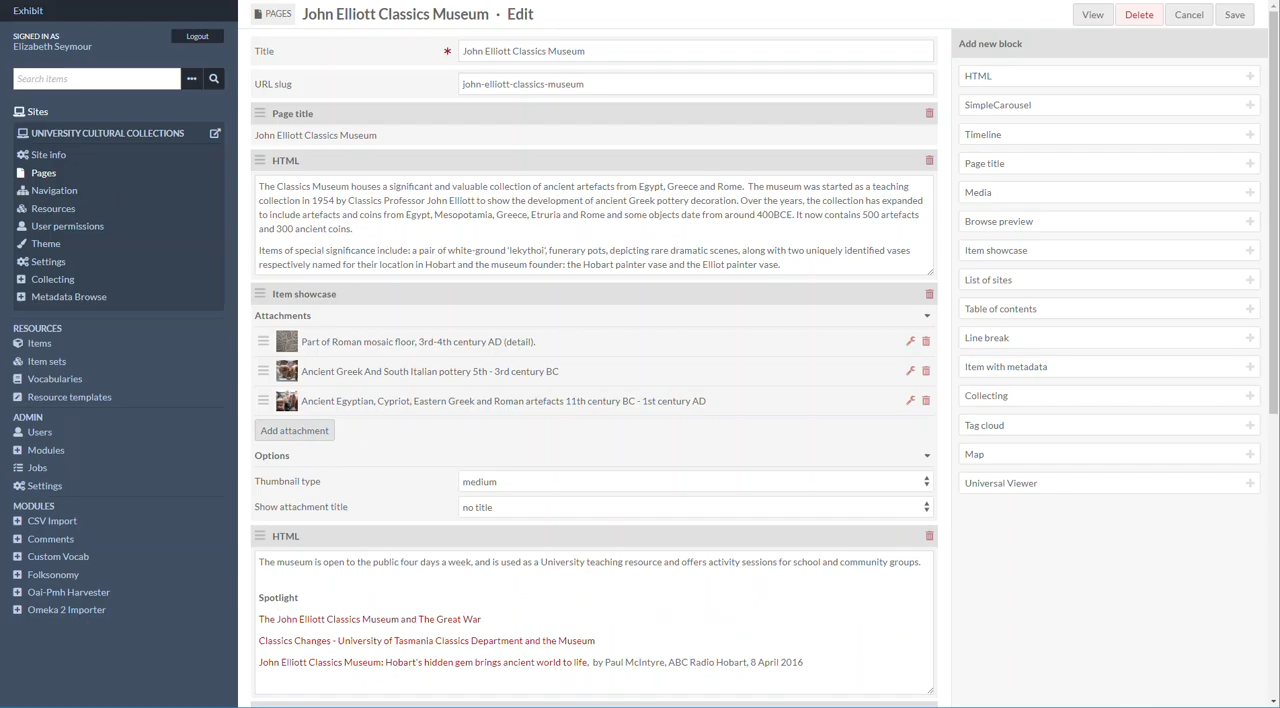 Exhibit
SIGNED IN AS
Elizabeth Seymour
Logout
Search items
Sites
UNIVERSITY CULTURAL COLLECTIONS
Site info
Pages
Navigation
Resources
User permissions
Theme
Settings
Collecting
Metadata Browse
RESOURCES
Items
Item sets
Vocabularies
Resource templates
ADMIN
Users
Modules
Jobs
Settings
MODULES
CSV Import
Comments
Custom Vocab
Folksonomy
Oai-Pmh Harvester
Omeka 2 Importer
PAGES John Elliott Classics Museum · Edit
View Delete Cancel Save
Title * John Elliott Classics Museum
URL slug john-elliott-classics-museum
Page title
John Elliott Classics Museum
HTML
The Classics Museum houses a significant and valuable collection of ancient artefacts from Egypt, Greece and Rome. The museum was started as a teaching
collection in 1954 by Classics Professor John Elliott to show the development of ancient Greek pottery decoration. Over the years, the collection has expanded
to include artefacts and coins from Egypt, Mesopotamia, Greece, Etruria and Rome and some objects date from around 400BCE. It now contains 500 artefacts
and 300 ancient coins.
Items of special significance include: a pair of white-ground 'lekythoi', funerary pots, depicting rare dramatic scenes, along with two uniquely identified vases
respectively named for their location in Hobart and the museum founder: the Hobart painter vase and the Elliot painter vase.
Item showcase
Attachments
Part of Roman mosaic floor, 3rd-4th century AD (detail).
Ancient Greek And South Italian pottery 5th - 3rd century BC
Ancient Egyptian, Cypriot, Eastern Greek and Roman artefacts 11th century BC - 1st century AD
Add attachment
Options
Thumbnail type medium
Show attachment title no title
HTML
The museum is open to the public four days a week, and is used as a University teaching resource and offers activity sessions for school and community groups.
Spotlight
The John Elliott Classics Museum and The Great War
Classics Changes - University of Tasmania Classics Department and the Museum
John Elliott Classics Museum: Hobart's hidden gem brings ancient world to life, by Paul McIntyre, ABC Radio Hobart, 8 April 2016
Add new block
HTML
SimpleCarousel
Timeline
Page title
Media
Browse preview
Item showcase
List of sites
Table of contents
Line break
Item with metadata
Collecting
Tag cloud
Map
Universal Viewer